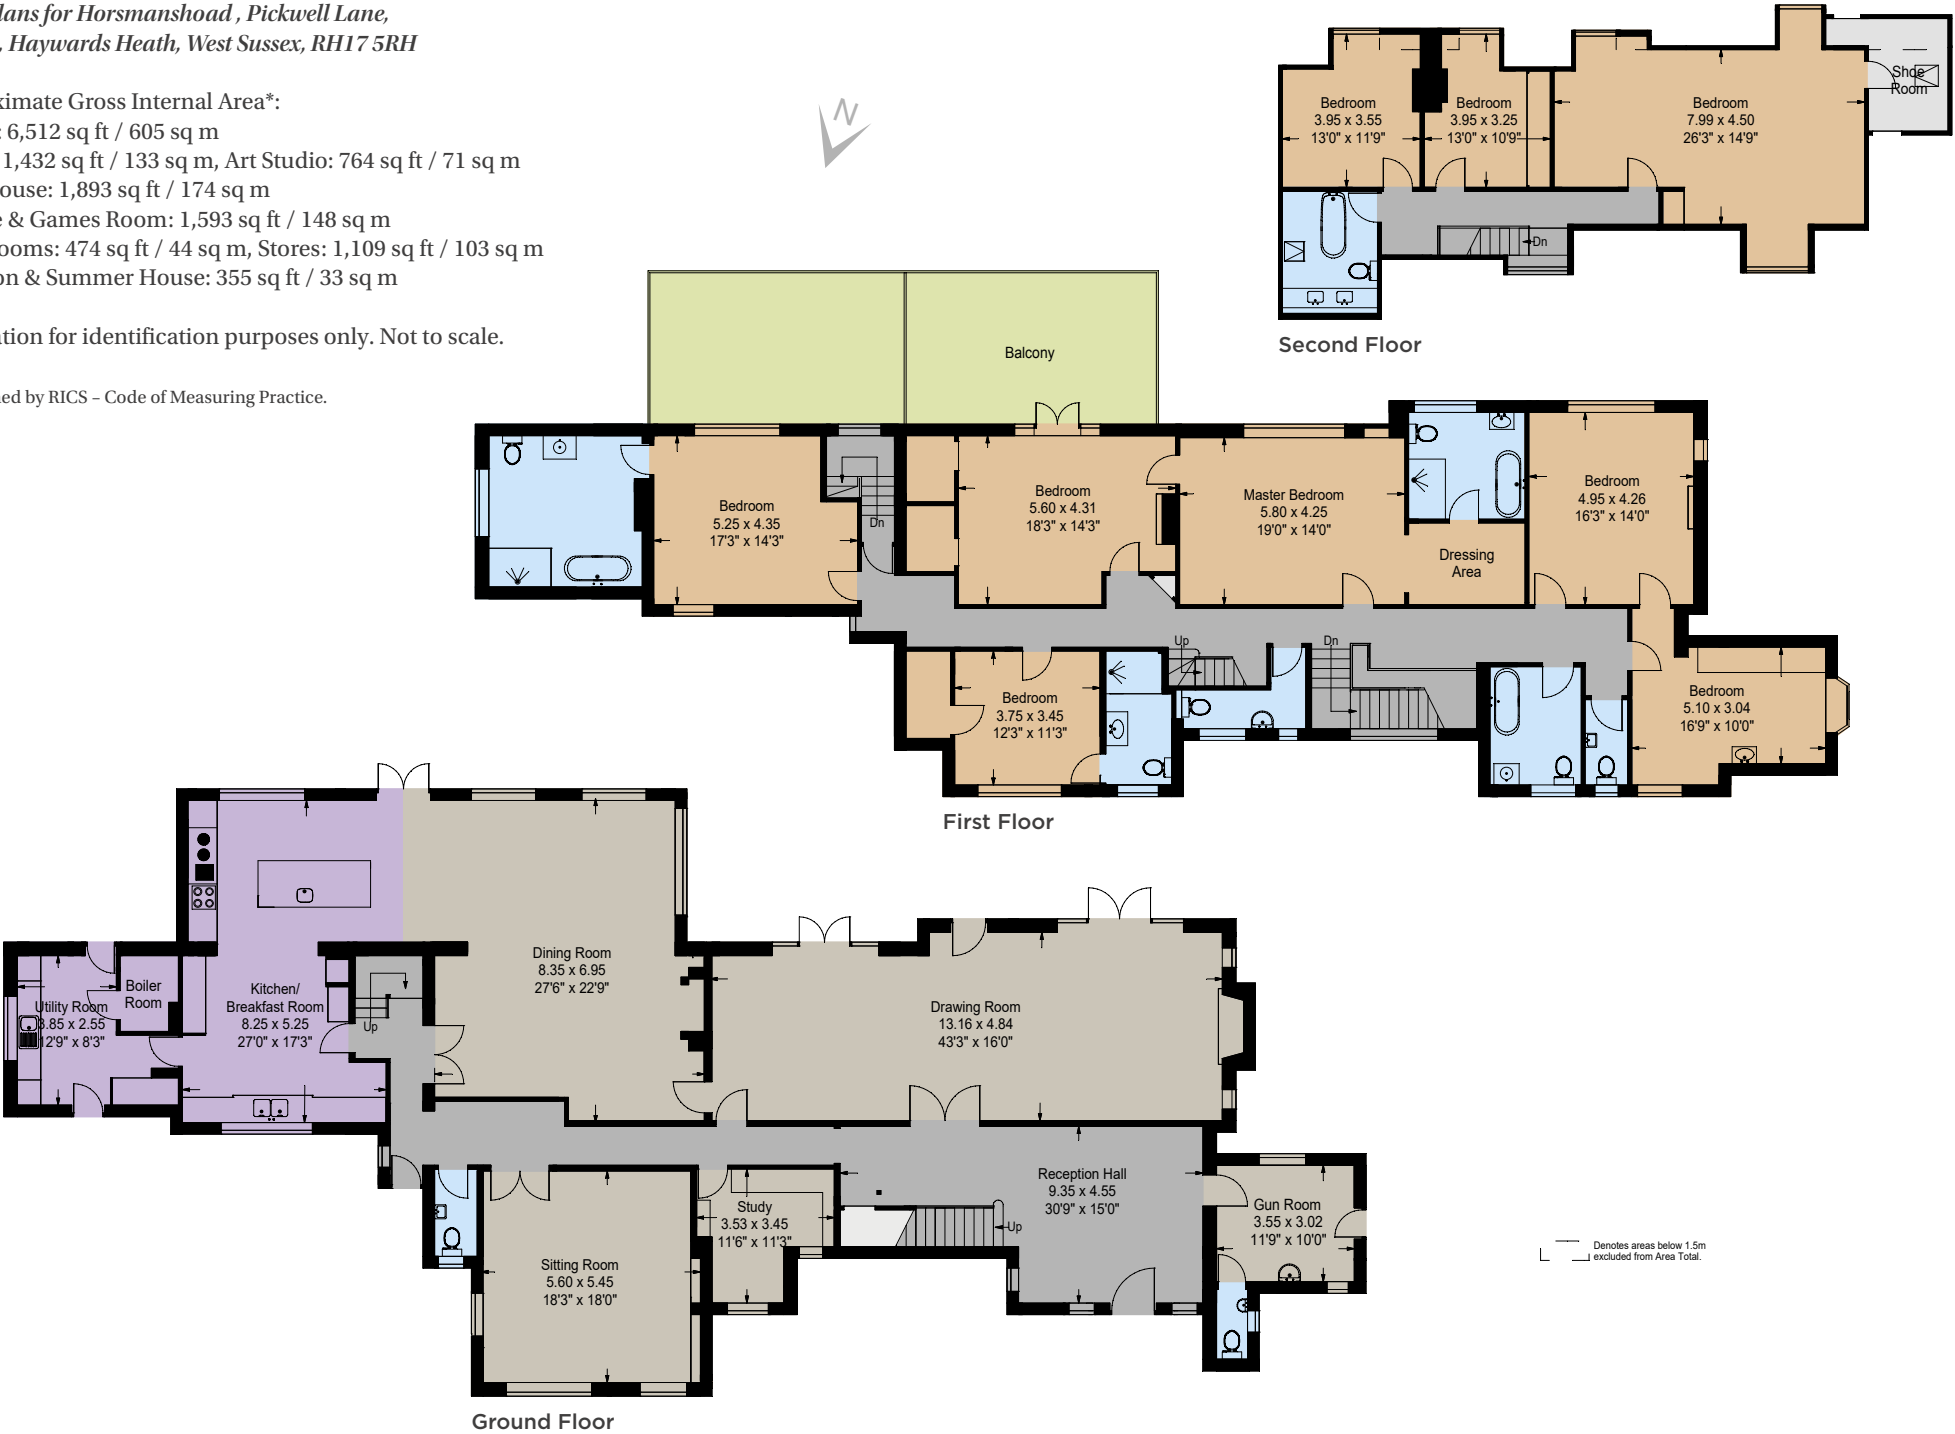 lans for Horsmanshoad , Pickwell Lane,
, Haywards Heath, West Sussex, RH17 5RH
ximate Gross Internal Area*:
: 6,512 sq ft / 605 sq m
1,432 sq ft / 133 sq m, Art Studio: 764 sq ft / 71 sq m
ouse: 1,893 sq ft / 174 sq m
e & Games Room: 1,593 sq ft / 148 sq m
ooms: 474 sq ft / 44 sq m, Stores: 1,109 sq ft / 103 sq m
on & Summer House: 355 sq ft / 33 sq m
ation for identification purposes only. Not to scale.
ned by RICS – Code of Measuring Practice.
N
Bedroom
3.95 x 3.55
13'0" x 11'9"
Bedroom
3.95 x 3.25
13'0" x 10'9"
Bedroom
7.99 x 4.50
26'3" x 14'9"
Shoe
Room
Dn
Second Floor
Balcony
Bedroom
5.25 x 4.35
17'3" x 14'3"
Dn
Bedroom
5.60 x 4.31
18'3" x 14'3"
Master Bedroom
5.80 x 4.25
19'0" x 14'0"
Dressing
Area
Bedroom
4.95 x 4.26
16'3" x 14'0"
Bedroom
3.75 x 3.45
12'3" x 11'3"
Up
Dn
Bedroom
5.10 x 3.04
16'9" x 10'0"
First Floor
Utility Room
3.85 x 2.55
12'9" x 8'3"
Boiler
Room
Kitchen/
Breakfast Room
8.25 x 5.25
27'0" x 17'3"
Up
Dining Room
8.35 x 6.95
27'6" x 22'9"
Drawing Room
13.16 x 4.84
43'3" x 16'0"
Sitting Room
5.60 x 5.45
18'3" x 18'0"
Study
3.53 x 3.45
11'6" x 11'3"
Reception Hall
9.35 x 4.55
30'9" x 15'0"
Up
Gun Room
3.55 x 3.02
11'9" x 10'0"
Denotes areas below 1.5m
excluded from Area Total.
Ground Floor